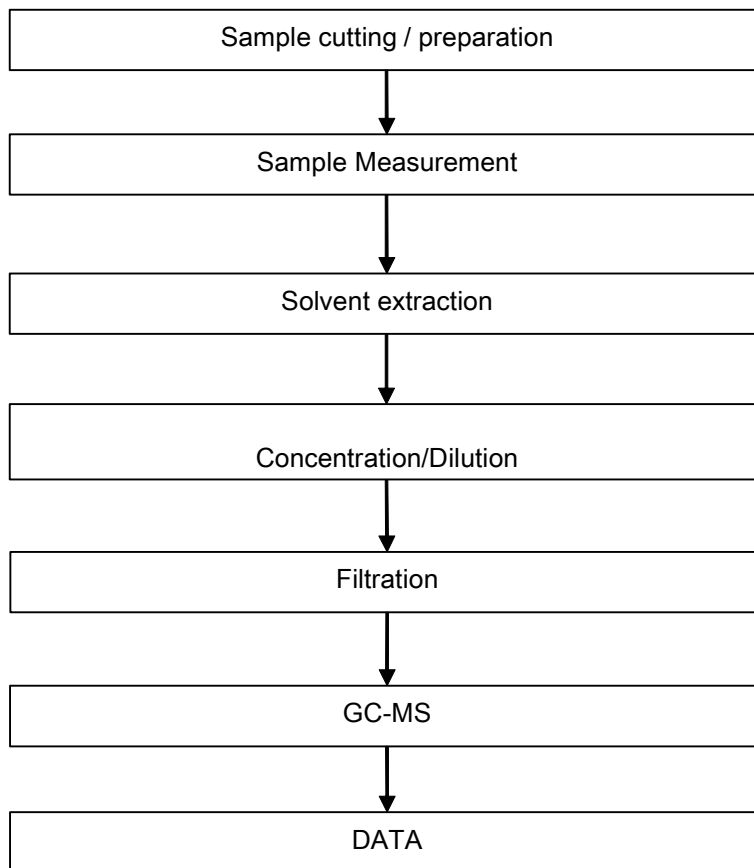 Sample cutting / preparation
Sample Measurement
Solvent extraction
Concentration/Dilution
Filtration
GC-MS
DATA